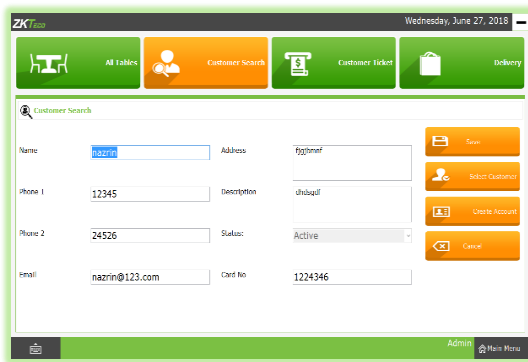 ZKTeco
Wednesday, June 27, 2018
All Tables
Customer Search
Customer Ticket
Delivery
Customer Search
Name
nazrin
Address
fjgjbmnf
Save
Phone 1
12345
Description
dhdsgdf
Select Customer
Create Account
Phone 2
24526
Status:
Active
Cancel
Email
nazrin@123.com
Card No
1224346
Admin
Main Menu